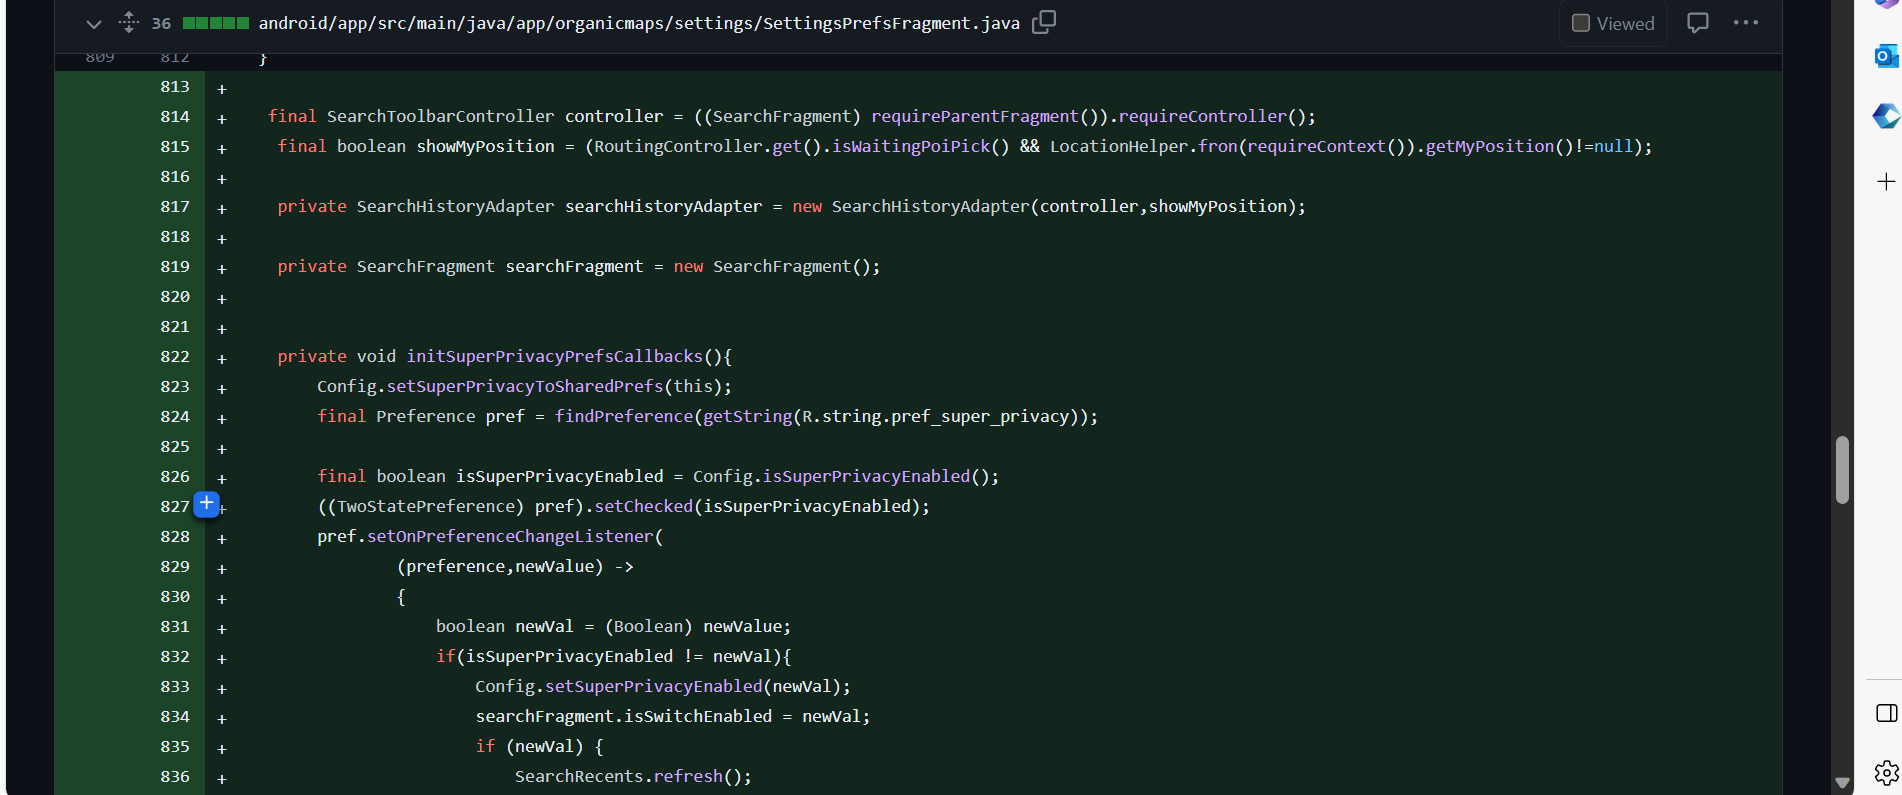 36 android/app/src/main/java/app/organicmaps/settings/SettingsPrefsFragment.java Viewed
809 812 }
813 +
814 + final SearchToolbarController controller = ((SearchFragment) requireParentFragment()).requireController();
815 + final boolean showMyPosition = (RoutingController.get().isWaitingPoiPick() && LocationHelper.fron(requireContext()).getMyPosition()!=null);
816 +
817 + private SearchHistoryAdapter searchHistoryAdapter = new SearchHistoryAdapter(controller,showMyPosition);
818 +
819 + private SearchFragment searchFragment = new SearchFragment();
820 +
821 +
822 + private void initSuperPrivacyPrefsCallbacks(){
823 + Config.setSuperPrivacyToSharedPrefs(this);
824 + final Preference pref = findPreference(getString(R.string.pref_super_privacy));
825 +
826 + final boolean isSuperPrivacyEnabled = Config.isSuperPrivacyEnabled();
827 + ((TwoStatePreference) pref).setChecked(isSuperPrivacyEnabled);
828 + pref.setOnPreferenceChangeListener(
829 + (preference,newValue) ->
830 + {
831 + boolean newVal = (Boolean) newValue;
832 + if(isSuperPrivacyEnabled != newVal){
833 + Config.setSuperPrivacyEnabled(newVal);
834 + searchFragment.isSwitchEnabled = newVal;
835 + if (newVal) {
836 + SearchRecents.refresh();